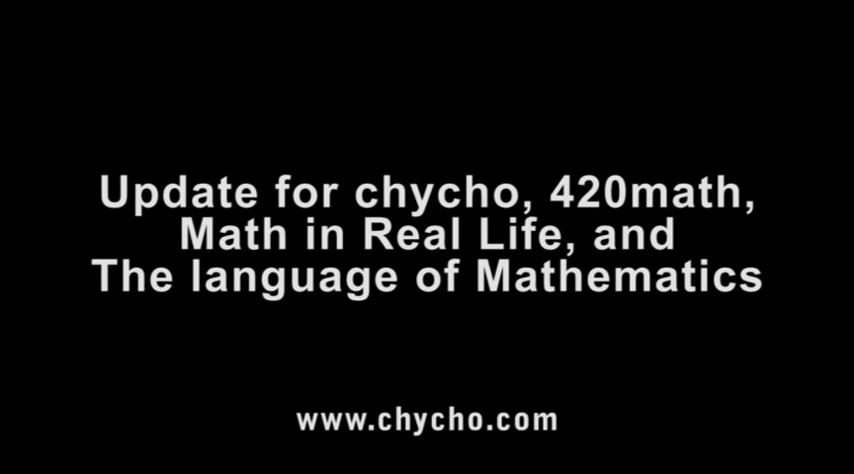 Update for chycho, 420math,
Math in Real Life, and
The language of Mathematics
www.chycho.com